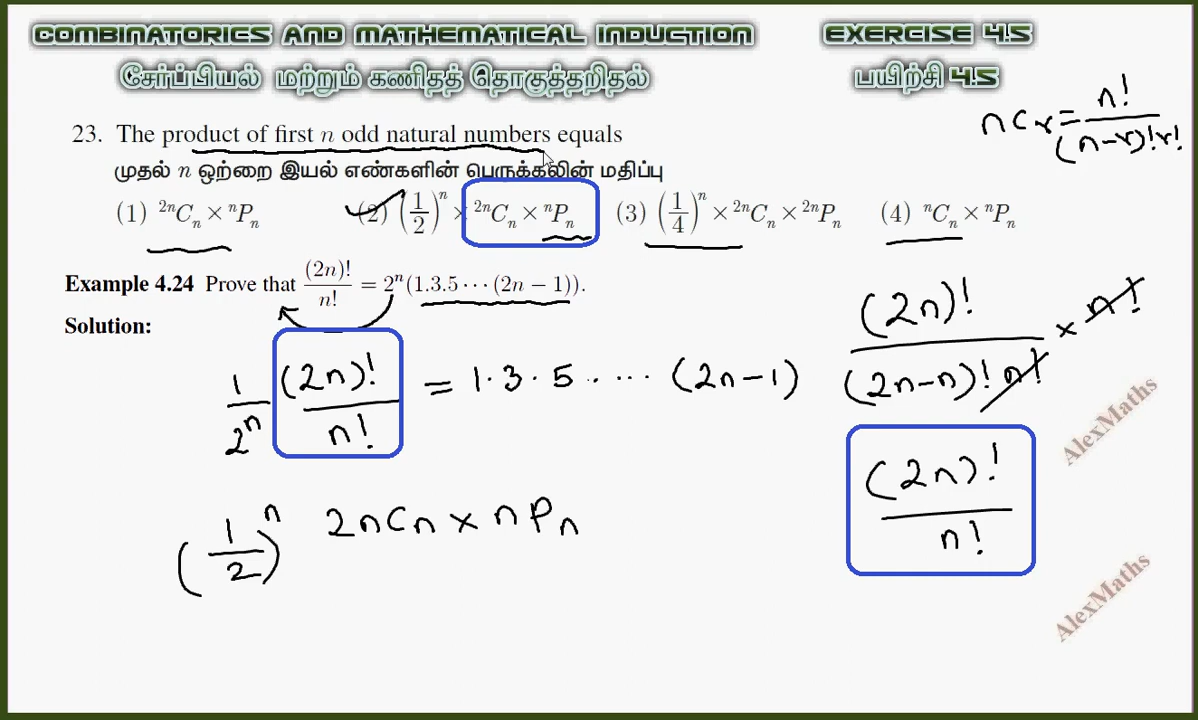 COMBINATORICS AND MATHEMATICAL INDUCTION EXERCISE 4.5
சேர்ப்பியல் மற்றும் கணிதத் தொகுத்தறிதல் பயிற்சி 4.5
nCr = n! / (n-r)! r!
23. The product of first n odd natural numbers equals
முதல் n ஒற்றை இயல் எண்களின் பெருக்கலின் மதிப்பு
(1) ²ⁿCₙ × ⁿPₙ (2) (1/2)ⁿ × ²ⁿCₙ × ⁿPₙ (3) (1/4)ⁿ × ²ⁿCₙ × ²ⁿPₙ (4) ⁿCₙ × ⁿPₙ
Example 4.24 Prove that (2n)!/n! = 2ⁿ(1.3.5 ⋯ (2n − 1)).
Solution:
1/2ⁿ (2n)!/n! = 1·3·5.... (2n-1)
(2n)! / (2n-n)! n! × n!
(2n)! / n!
(1/2)ⁿ 2nCn × nPn
AlexMaths
AlexMaths